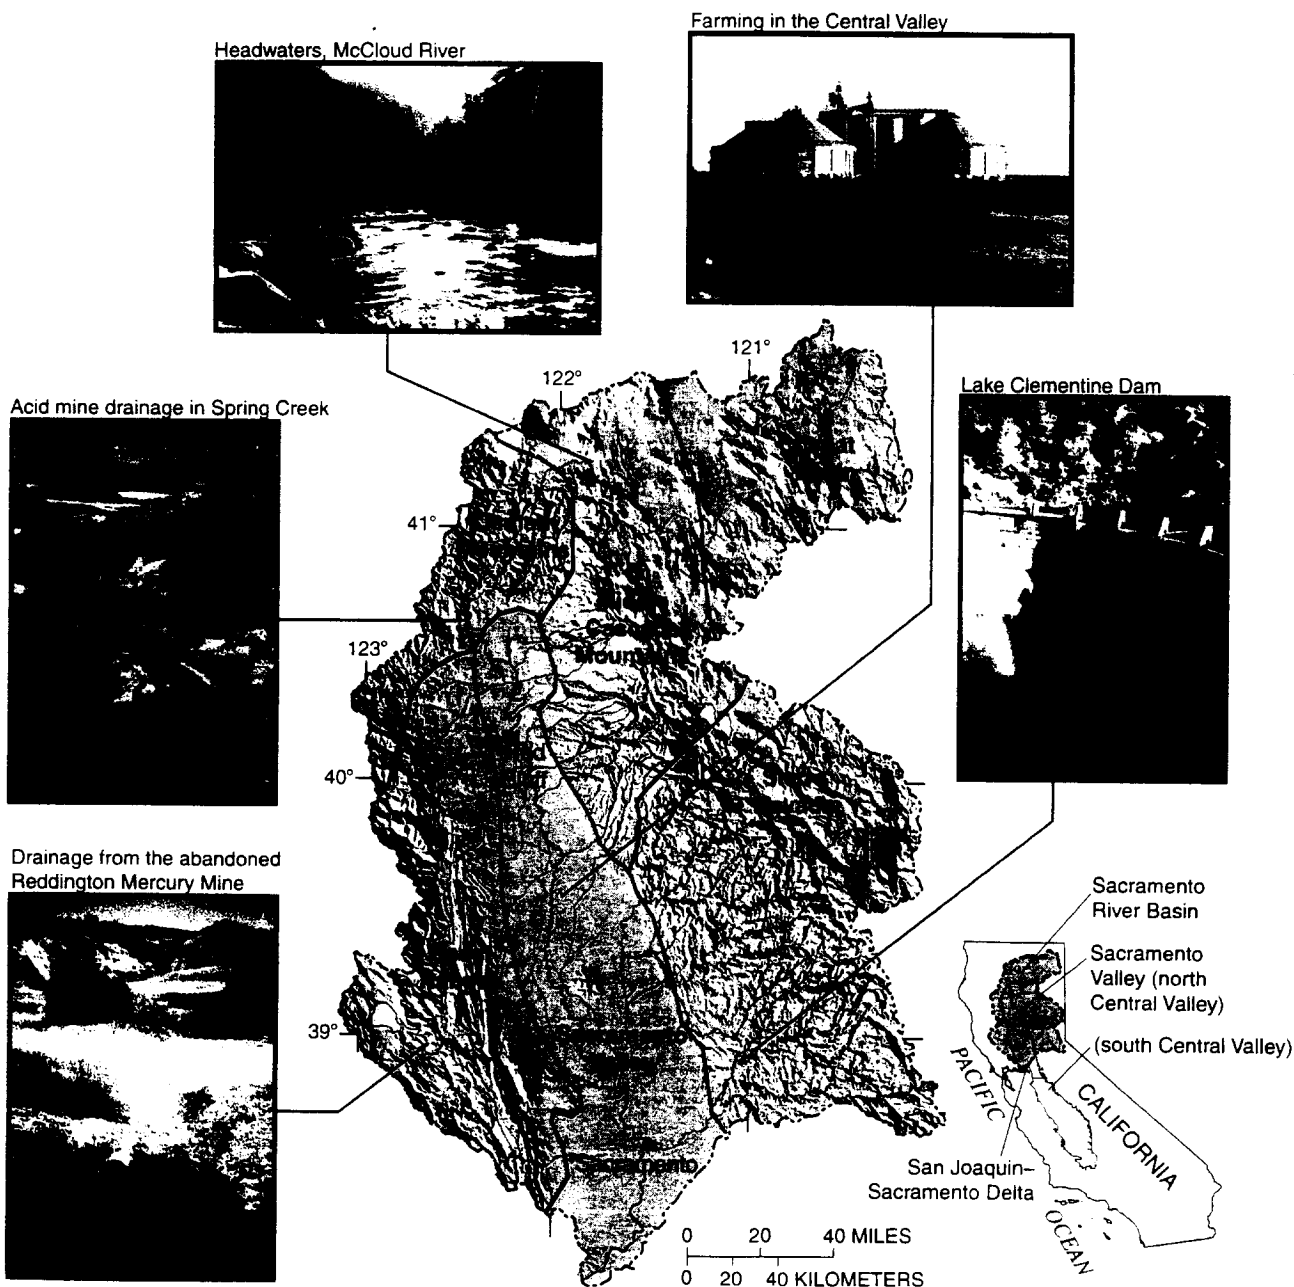 Farming in the Central Valley
Headwaters, McCloud River
121°
122°
Lake Clementine Dam
Acid mine drainage in Spring Creek
41°
123°
Mountains
40°
Drainage from the abandoned
Reddington Mercury Mine
Sacramento
River Basin
Sacramento
Valley (north
Central Valley)
39°
(south Central Valley)
PACIFIC
OCEAN
CALIFORNIA
San Joaquin–
Sacramento Delta
Sacramento
0 20 40 MILES
0 20 40 KILOMETERS